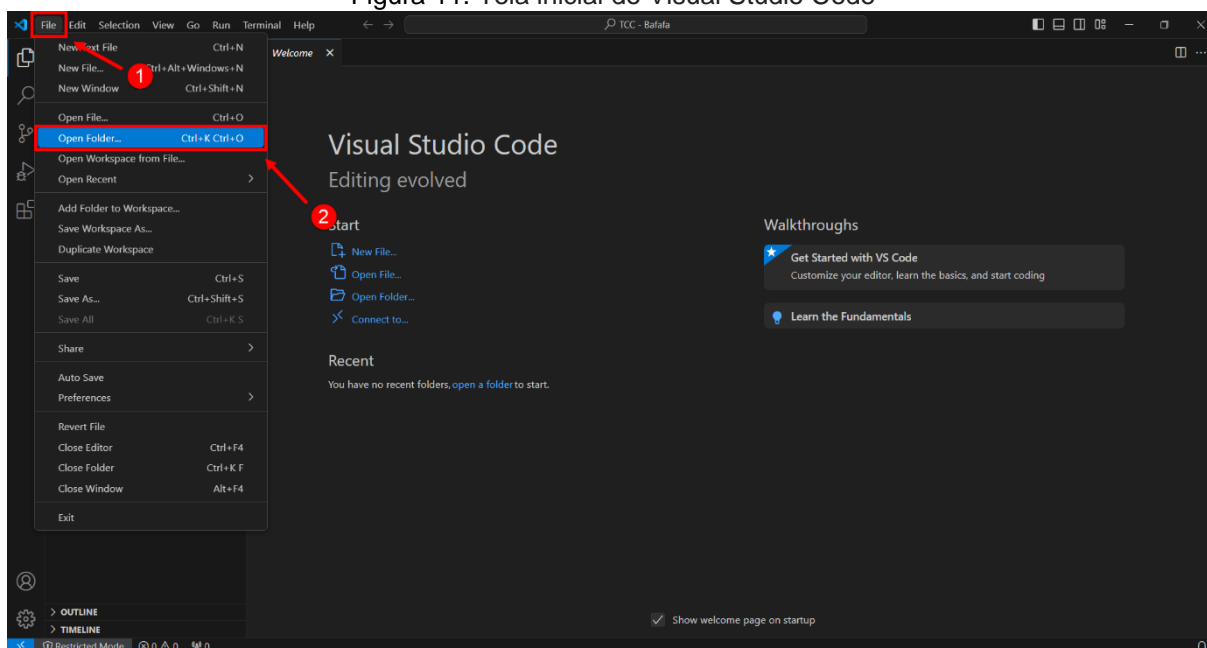 Figura 11: Tela inicial do Visual Studio Code
File Edit Selection View Go Run Terminal Help
TCC - Bafafa
New Text File Ctrl+N
New File... Ctrl+Alt+Windows+N
New Window Ctrl+Shift+N
Open File... Ctrl+O
Open Folder... Ctrl+K Ctrl+O
Open Workspace from File...
Open Recent
Add Folder to Workspace...
Save Workspace As...
Duplicate Workspace
Save Ctrl+S
Save As... Ctrl+Shift+S
Save All Ctrl+K S
Share
Auto Save
Preferences
Revert File
Close Editor Ctrl+F4
Close Folder Ctrl+K F
Close Window Alt+F4
Exit
1
2
Welcome
Visual Studio Code
Editing evolved
Start
New File...
Open File...
Open Folder...
Connect to...
Recent
You have no recent folders, open a folder to start.
Walkthroughs
Get Started with VS Code
Customize your editor, learn the basics, and start coding
Learn the Fundamentals
Show welcome page on startup
OUTLINE
TIMELINE
Restricted Mode 0 0 0